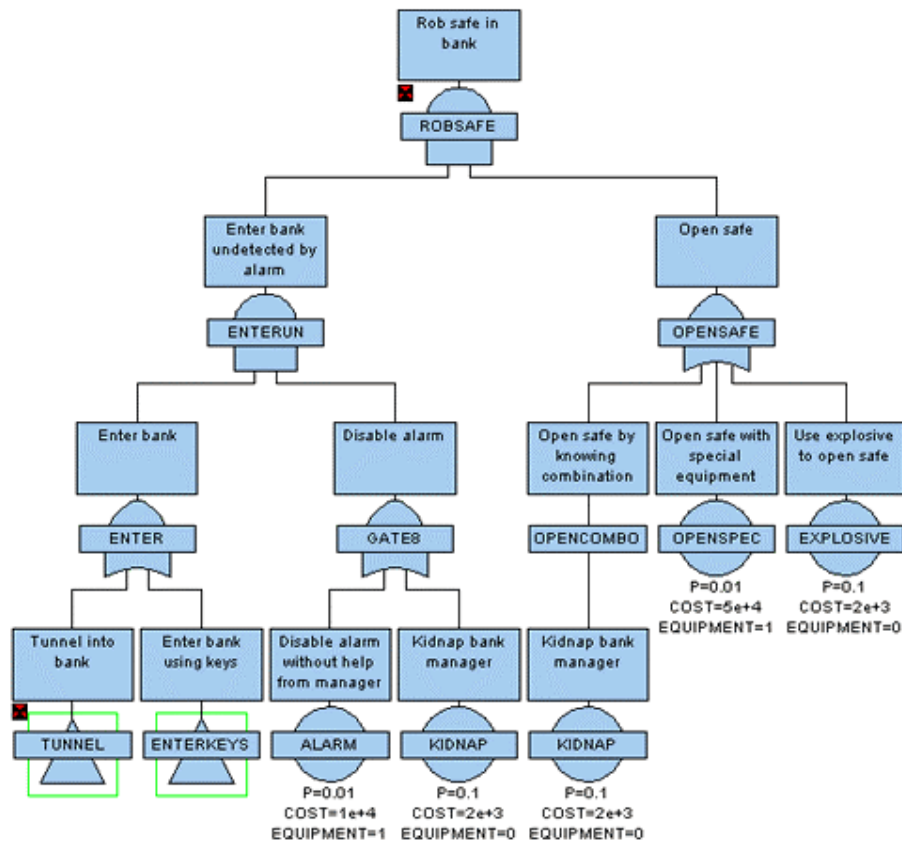 Rob safe in
bank
ROBSAFE
Enter bank
undetected by
alarm
ENTERUN
Open safe
OPENSAFE
Enter bank
ENTER
Disable alarm
GATE8
Open safe by
knowing
combination
OPENCOMBO
Open safe with
special
equipment
OPENSPEC
P=0.01
COST=5e+4
EQUIPMENT=1
Use explosive
to open safe
EXPLOSIVE
P=0.1
COST=2e+3
EQUIPMENT=0
Tunnel into
bank
TUNNEL
Enter bank
using keys
ENTERKEYS
Disable alarm
without help
from manager
ALARM
P=0.01
COST=1e+4
EQUIPMENT=1
Kidnap bank
manager
KIDNAP
P=0.1
COST=2e+3
EQUIPMENT=0
Kidnap bank
manager
KIDNAP
P=0.1
COST=2e+3
EQUIPMENT=0